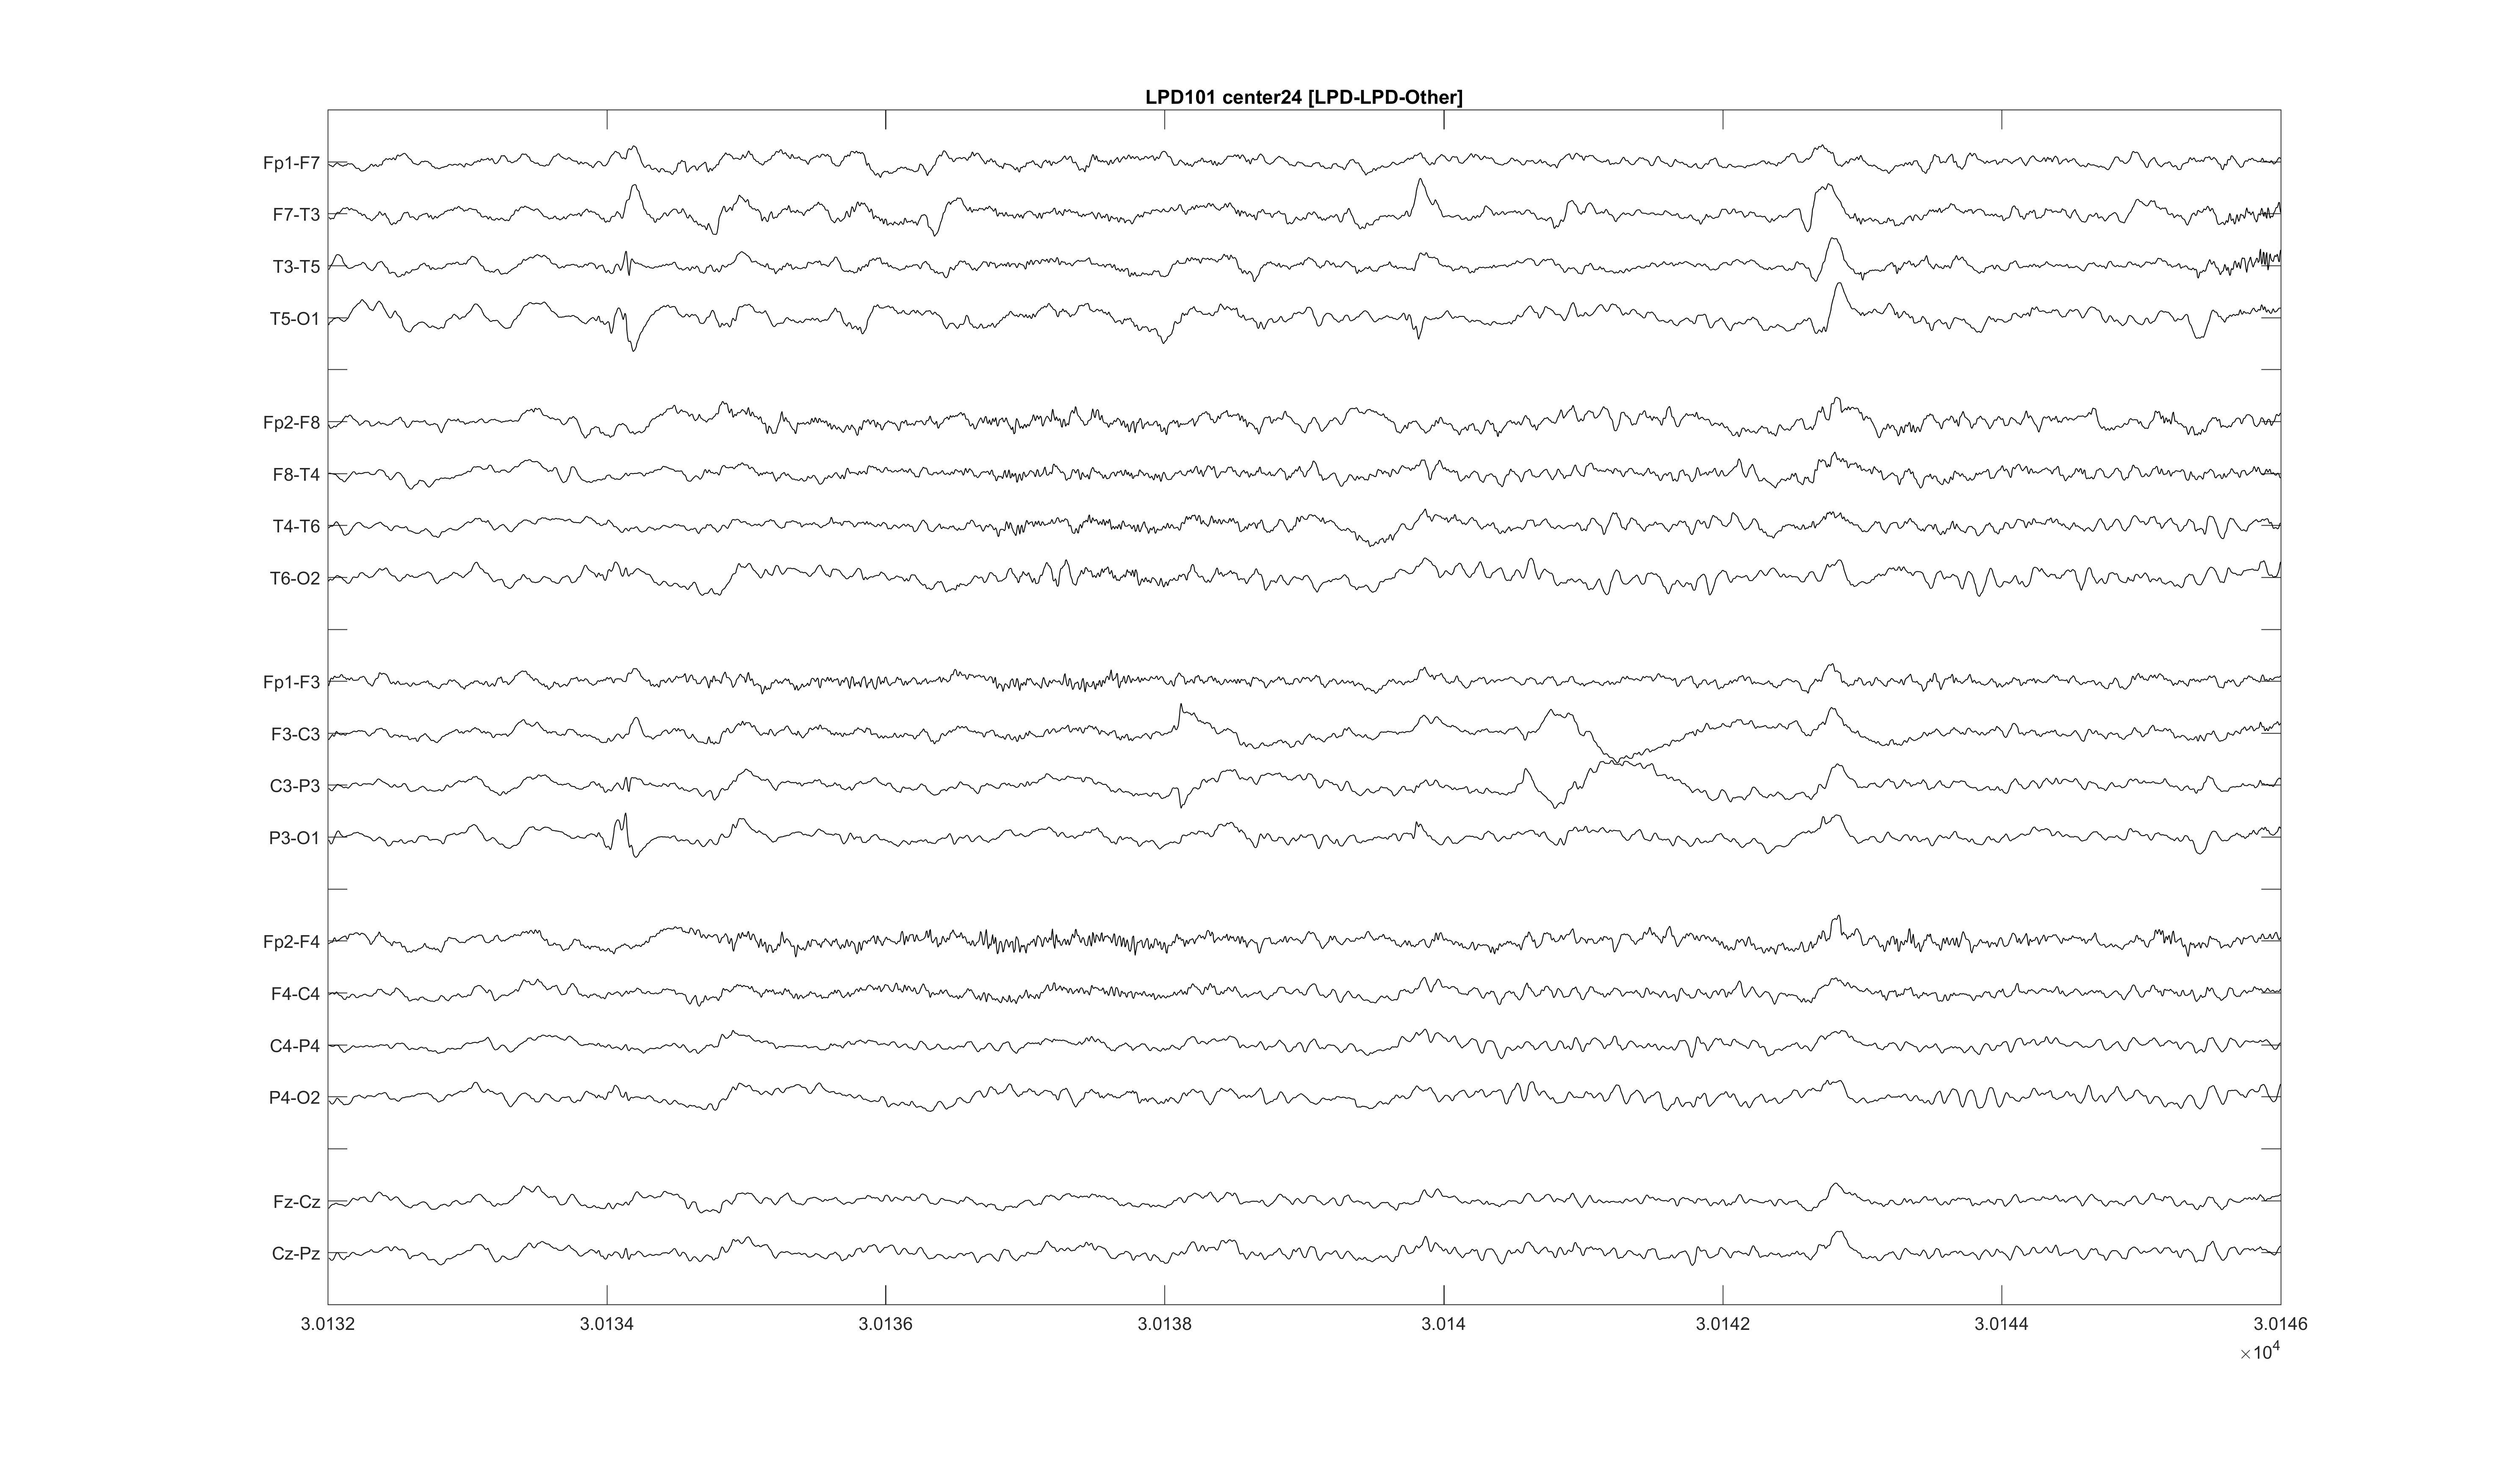 LPD101 center24 [LPD-LPD-Other]
Fp1-F7
F7-T3
T3-T5
T5-O1
Fp2-F8
F8-T4
T4-T6
T6-O2
Fp1-F3
F3-C3
C3-P3
P3-O1
Fp2-F4
F4-C4
C4-P4
P4-O2
Fz-Cz
Cz-Pz
3.0132 3.0134 3.0136 3.0138 3.014 3.0142 3.0144 3.0146
×10⁴